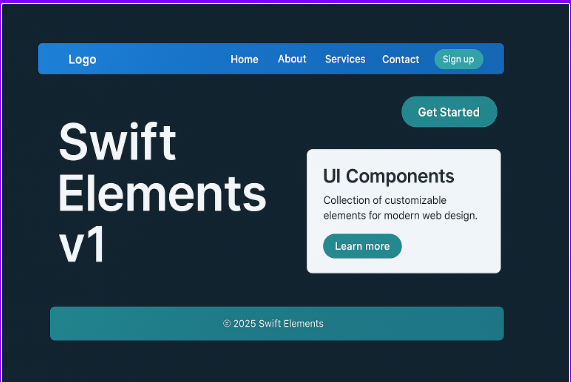 Logo Home About Services Contact Sign up
Get Started
Swift
Elements
v1
UI Components
Collection of customizable
elements for modern web design.
Learn more
© 2025 Swift Elements